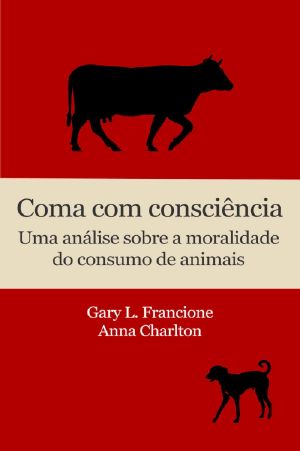 Coma com consciência
Uma análise sobre a moralidade
do consumo de animais
Gary L. Francione
Anna Charlton